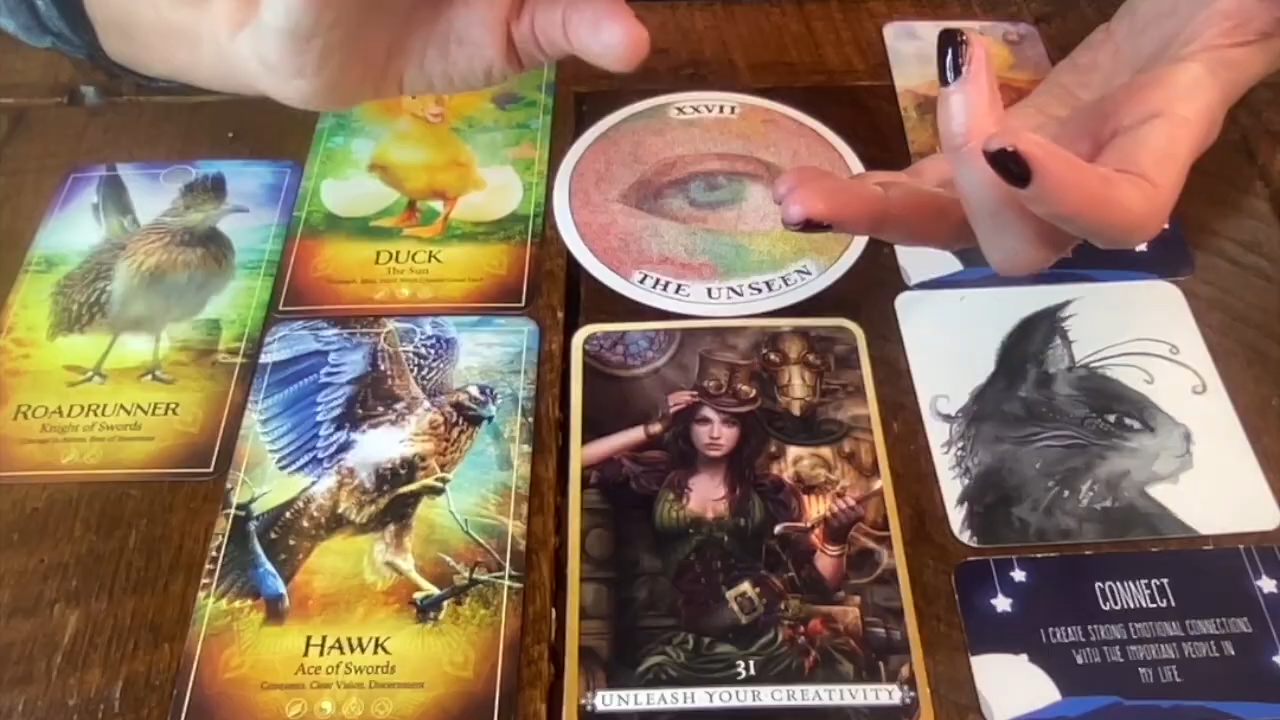 XXVII
THE UNSEEN
DUCK
The Sun
ROADRUNNER
Knight of Swords
HAWK
Ace of Swords
Conquests, Clear Vision, Discernment
31
UNLEASH YOUR CREATIVITY
CONNECT
I CREATE STRONG EMOTIONAL CONNECTIONS
WITH THE IMPORTANT PEOPLE IN
MY LIFE.